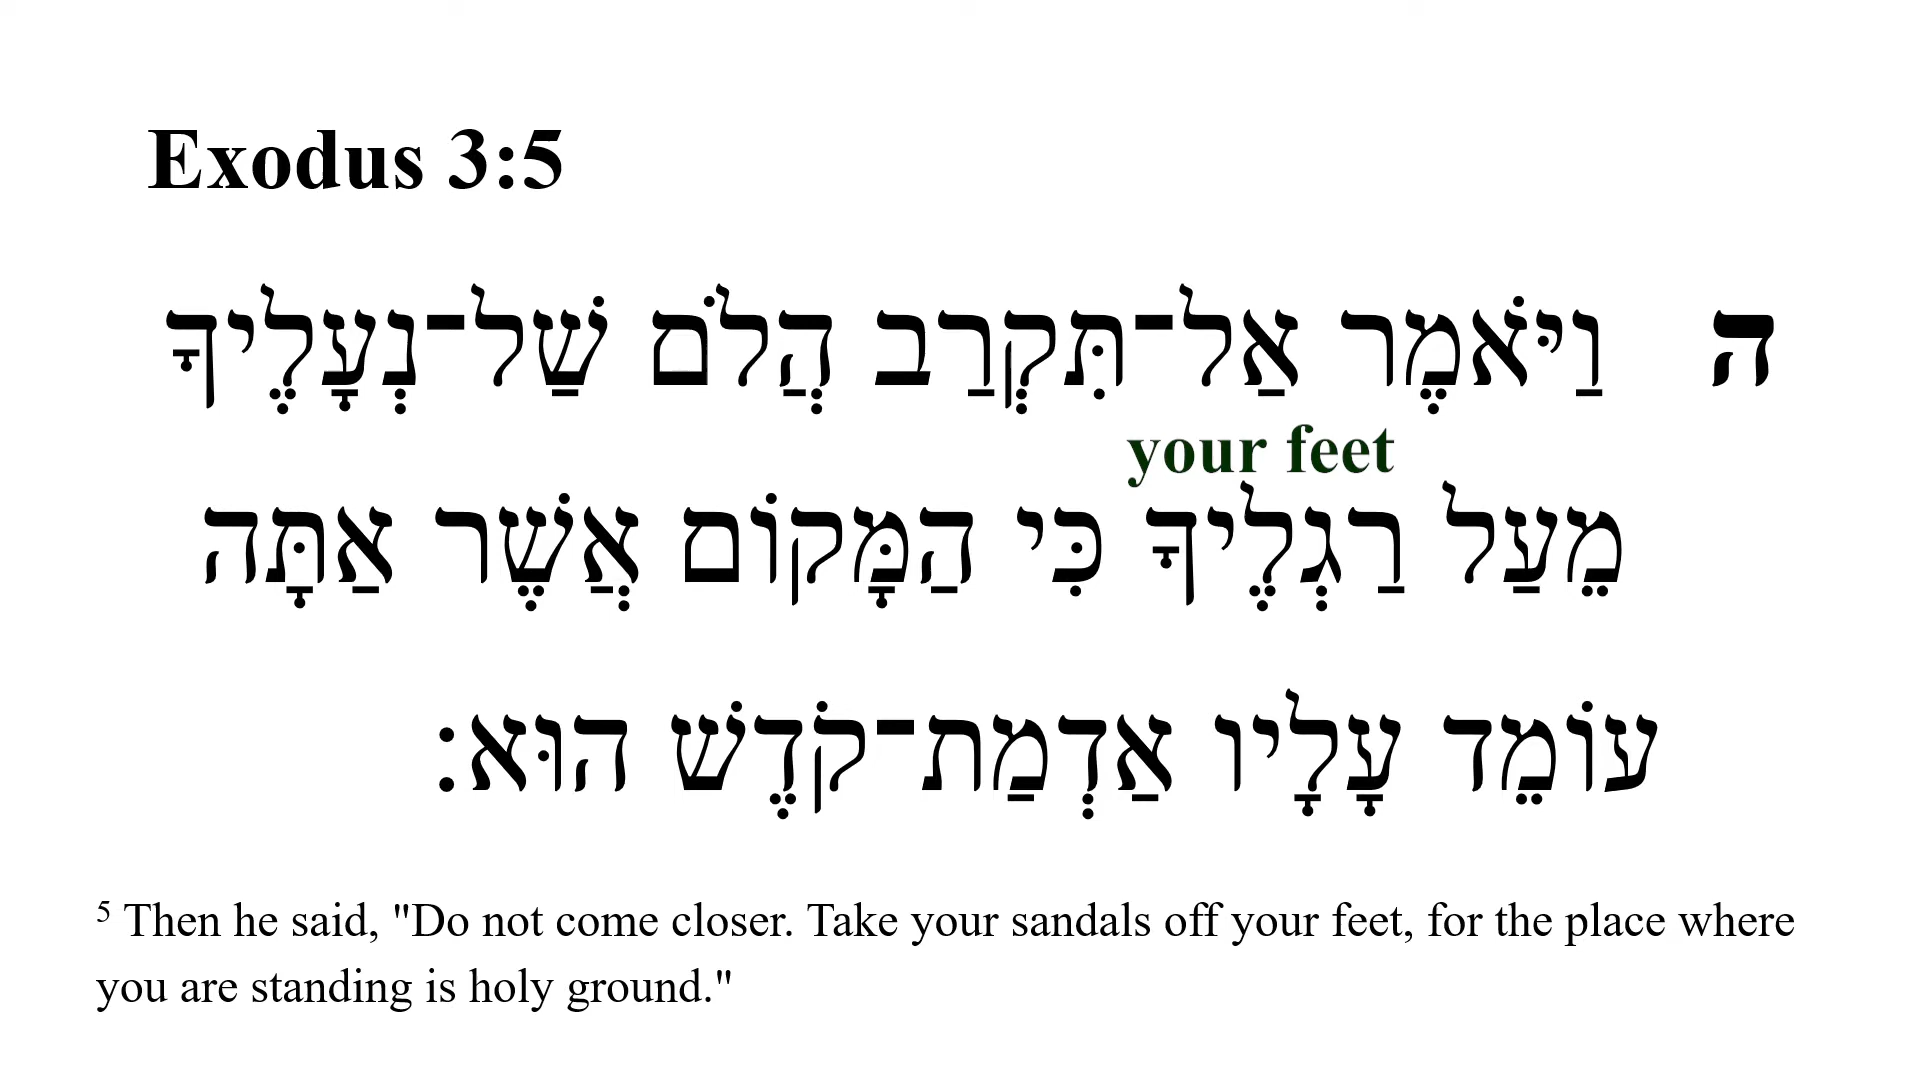 Exodus 3:5
ה וַיֹּאמֶר אַל־תִּקְרַב הֲלֹם שַׁל־נְעָלֶיךָ
your feet
מֵעַל רַגְלֶיךָ כִּי הַמָּקוֹם אֲשֶׁר אַתָּה
עוֹמֵד עָלָיו אַדְמַת־קֹדֶשׁ הוּא׃
5 Then he said, "Do not come closer. Take your sandals off your feet, for the place where
you are standing is holy ground."